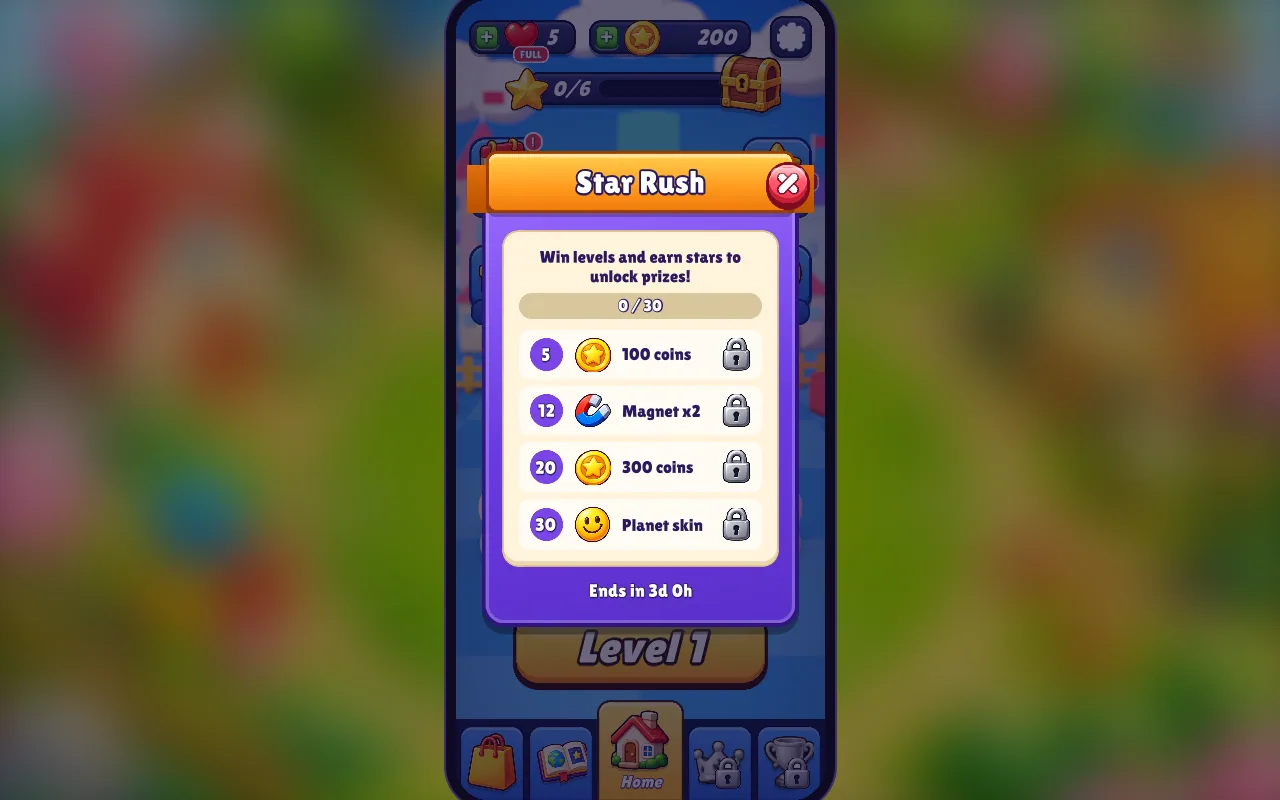 5
FULL
200
0/6
!
Star Rush
Win levels and earn stars to
unlock prizes!
0/30
5
100 coins
12
Magnet x2
20
300 coins
30
Planet skin
Ends in 3d 0h
Level 1
Home